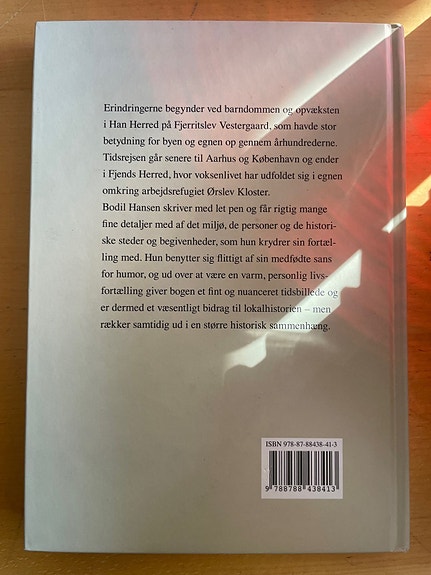 Erindringerne begynder ved barndommen og opvæksten
i Han Herred på Fjerritslev Vestergaard, som havde stor
betydning for byen og egnen op gennem århundrederne.
Tidsrejsen går senere til Aarhus og København og ender
i Fjends Herred, hvor voksenlivet har udfoldet sig i egnen
omkring arbejdsrefugiet Ørslev Kloster.
Bodil Hansen skriver med let pen og får rigtig mange
fine detaljer med af det miljø, de personer og de histori-
ske steder og begivenheder, som hun krydrer sin fortæl-
ling med. Hun benytter sig flittigt af sin medfødte sans
for humor, og ud over at være en varm, personlig livs-
fortælling giver bogen et fint og nuanceret tidsbillede og
er dermed et væsentligt bidrag til lokalhistorien – men
rækker samtidig ud i en større historisk sammenhæng.
ISBN 978-87-88438-41-3
9 788788 438413